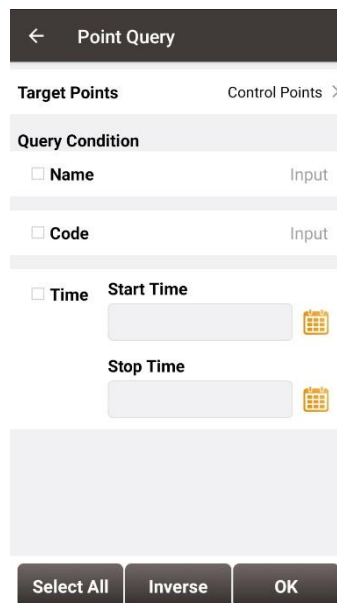 Point Query
Target Points Control Points
Query Condition
Name Input
Code Input
Time Start Time
Stop Time
Select All Inverse OK